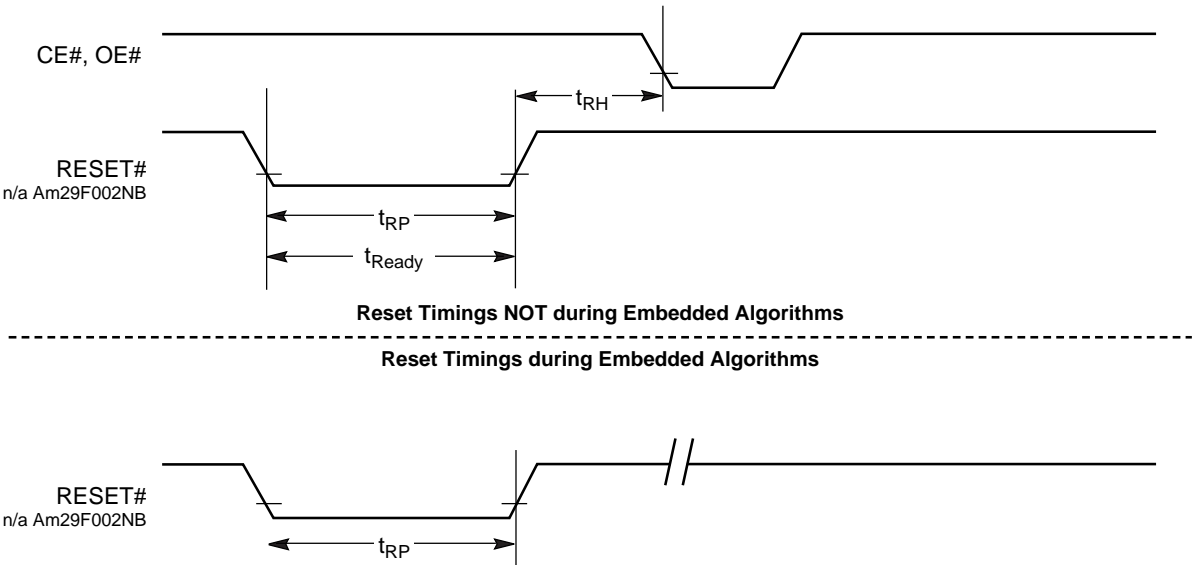 CE#, OE#
tRH
RESET#
n/a Am29F002NB
tRP
tReady
Reset Timings NOT during Embedded Algorithms
Reset Timings during Embedded Algorithms
RESET#
n/a Am29F002NB
tRP